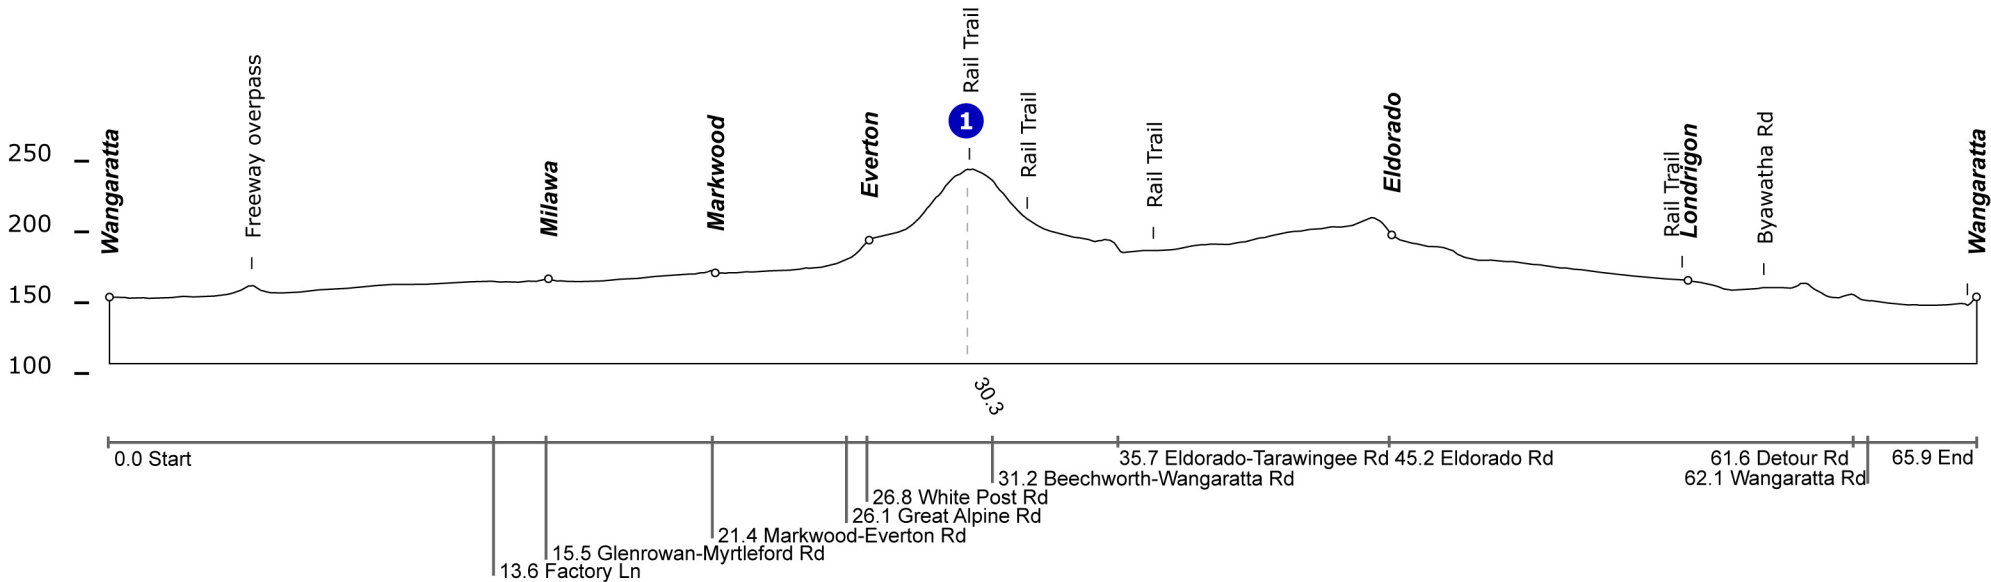 Wangaratta
Freeway overpass
Milawa
Markwood
Everton
Rail Trail
1
Rail Trail
Rail Trail
Eldorado
Rail Trail
Londrigon
Byawatha Rd
Wangaratta
250
200
150
100
30.3
0.0 Start
35.7 Eldorado-Tarawingee Rd
45.2 Eldorado Rd
61.6 Detour Rd
65.9 End
31.2 Beechworth-Wangaratta Rd
62.1 Wangaratta Rd
26.8 White Post Rd
26.1 Great Alpine Rd
21.4 Markwood-Everton Rd
15.5 Glenrowan-Myrtleford Rd
13.6 Factory Ln